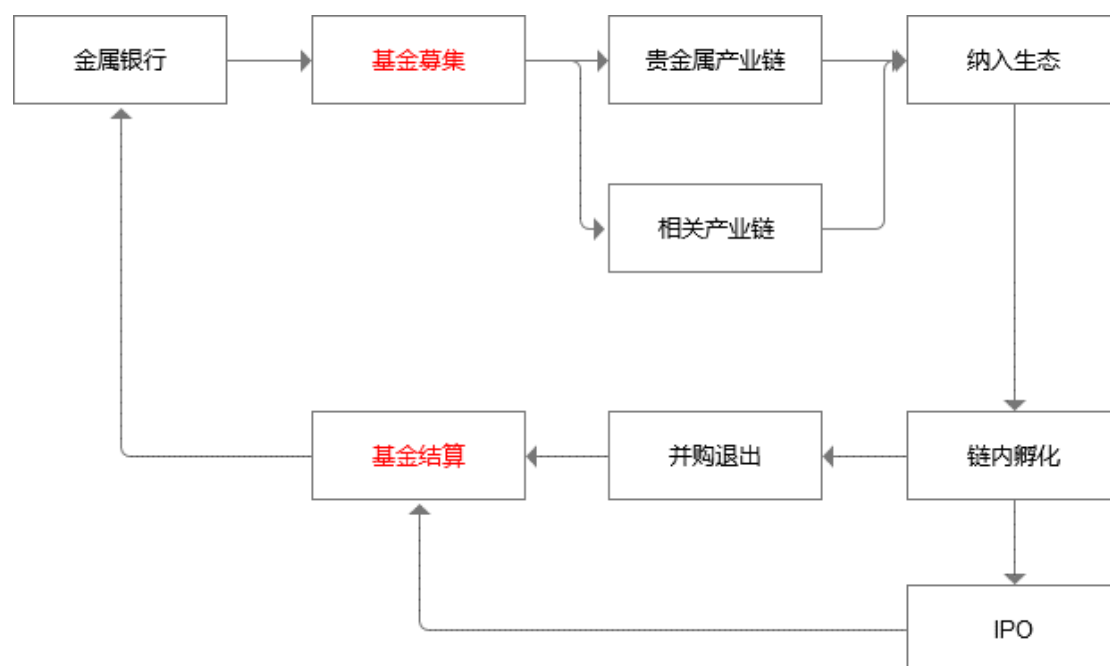 金属银行
基金募集
贵金属产业链
纳入生态
相关产业链
基金结算
并购退出
链内孵化
IPO